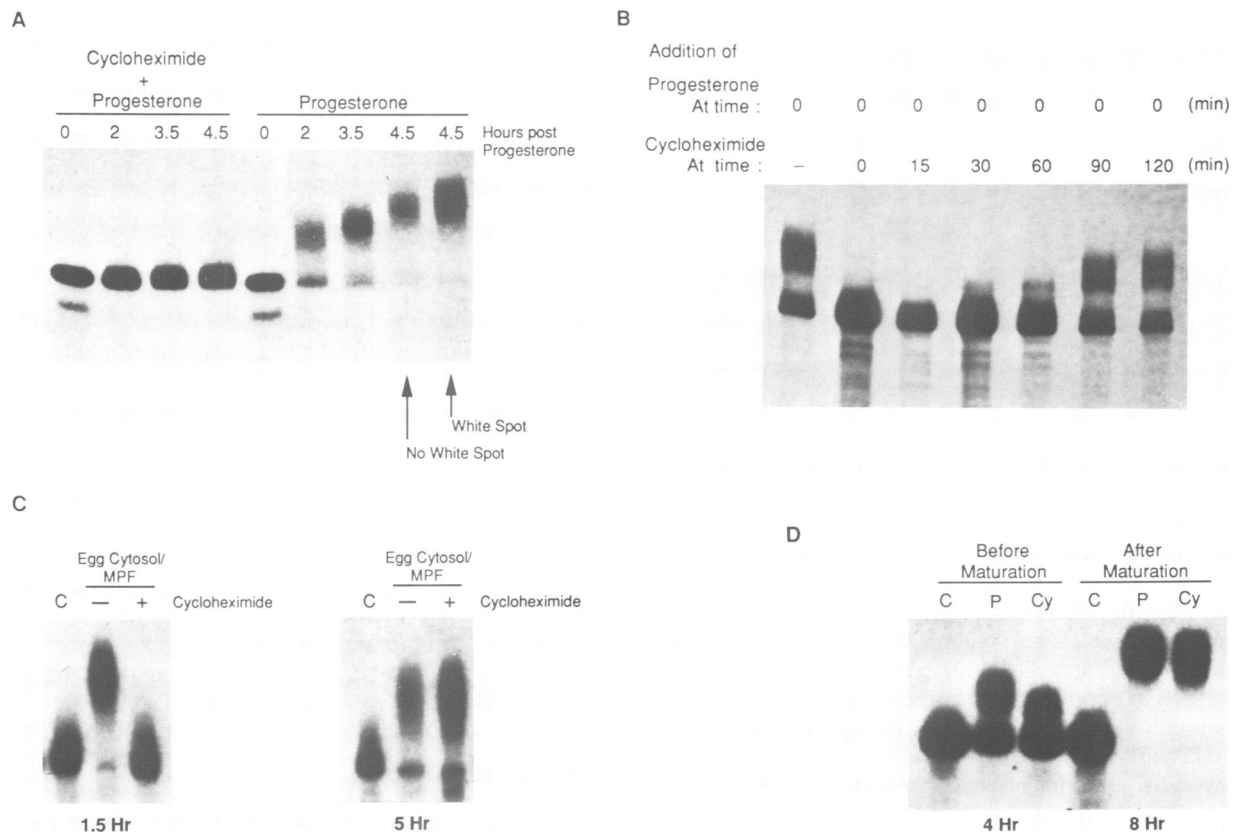 A
Cycloheximide
+
Progesterone
Progesterone
0 2 3.5 4.5 0 2 3.5 4.5 4.5 Hours post
Progesterone
White Spot
No White Spot
B
Addition of
Progesterone
At time : 0 0 0 0 0 0 0 (min)
Cycloheximide
At time : – 0 15 30 60 90 120 (min)
C
Egg Cytosol/
MPF
C — + Cycloheximide
1.5 Hr
Egg Cytosol/
MPF
C — + Cycloheximide
5 Hr
D
Before
Maturation
After
Maturation
C P Cy C P Cy
4 Hr 8 Hr